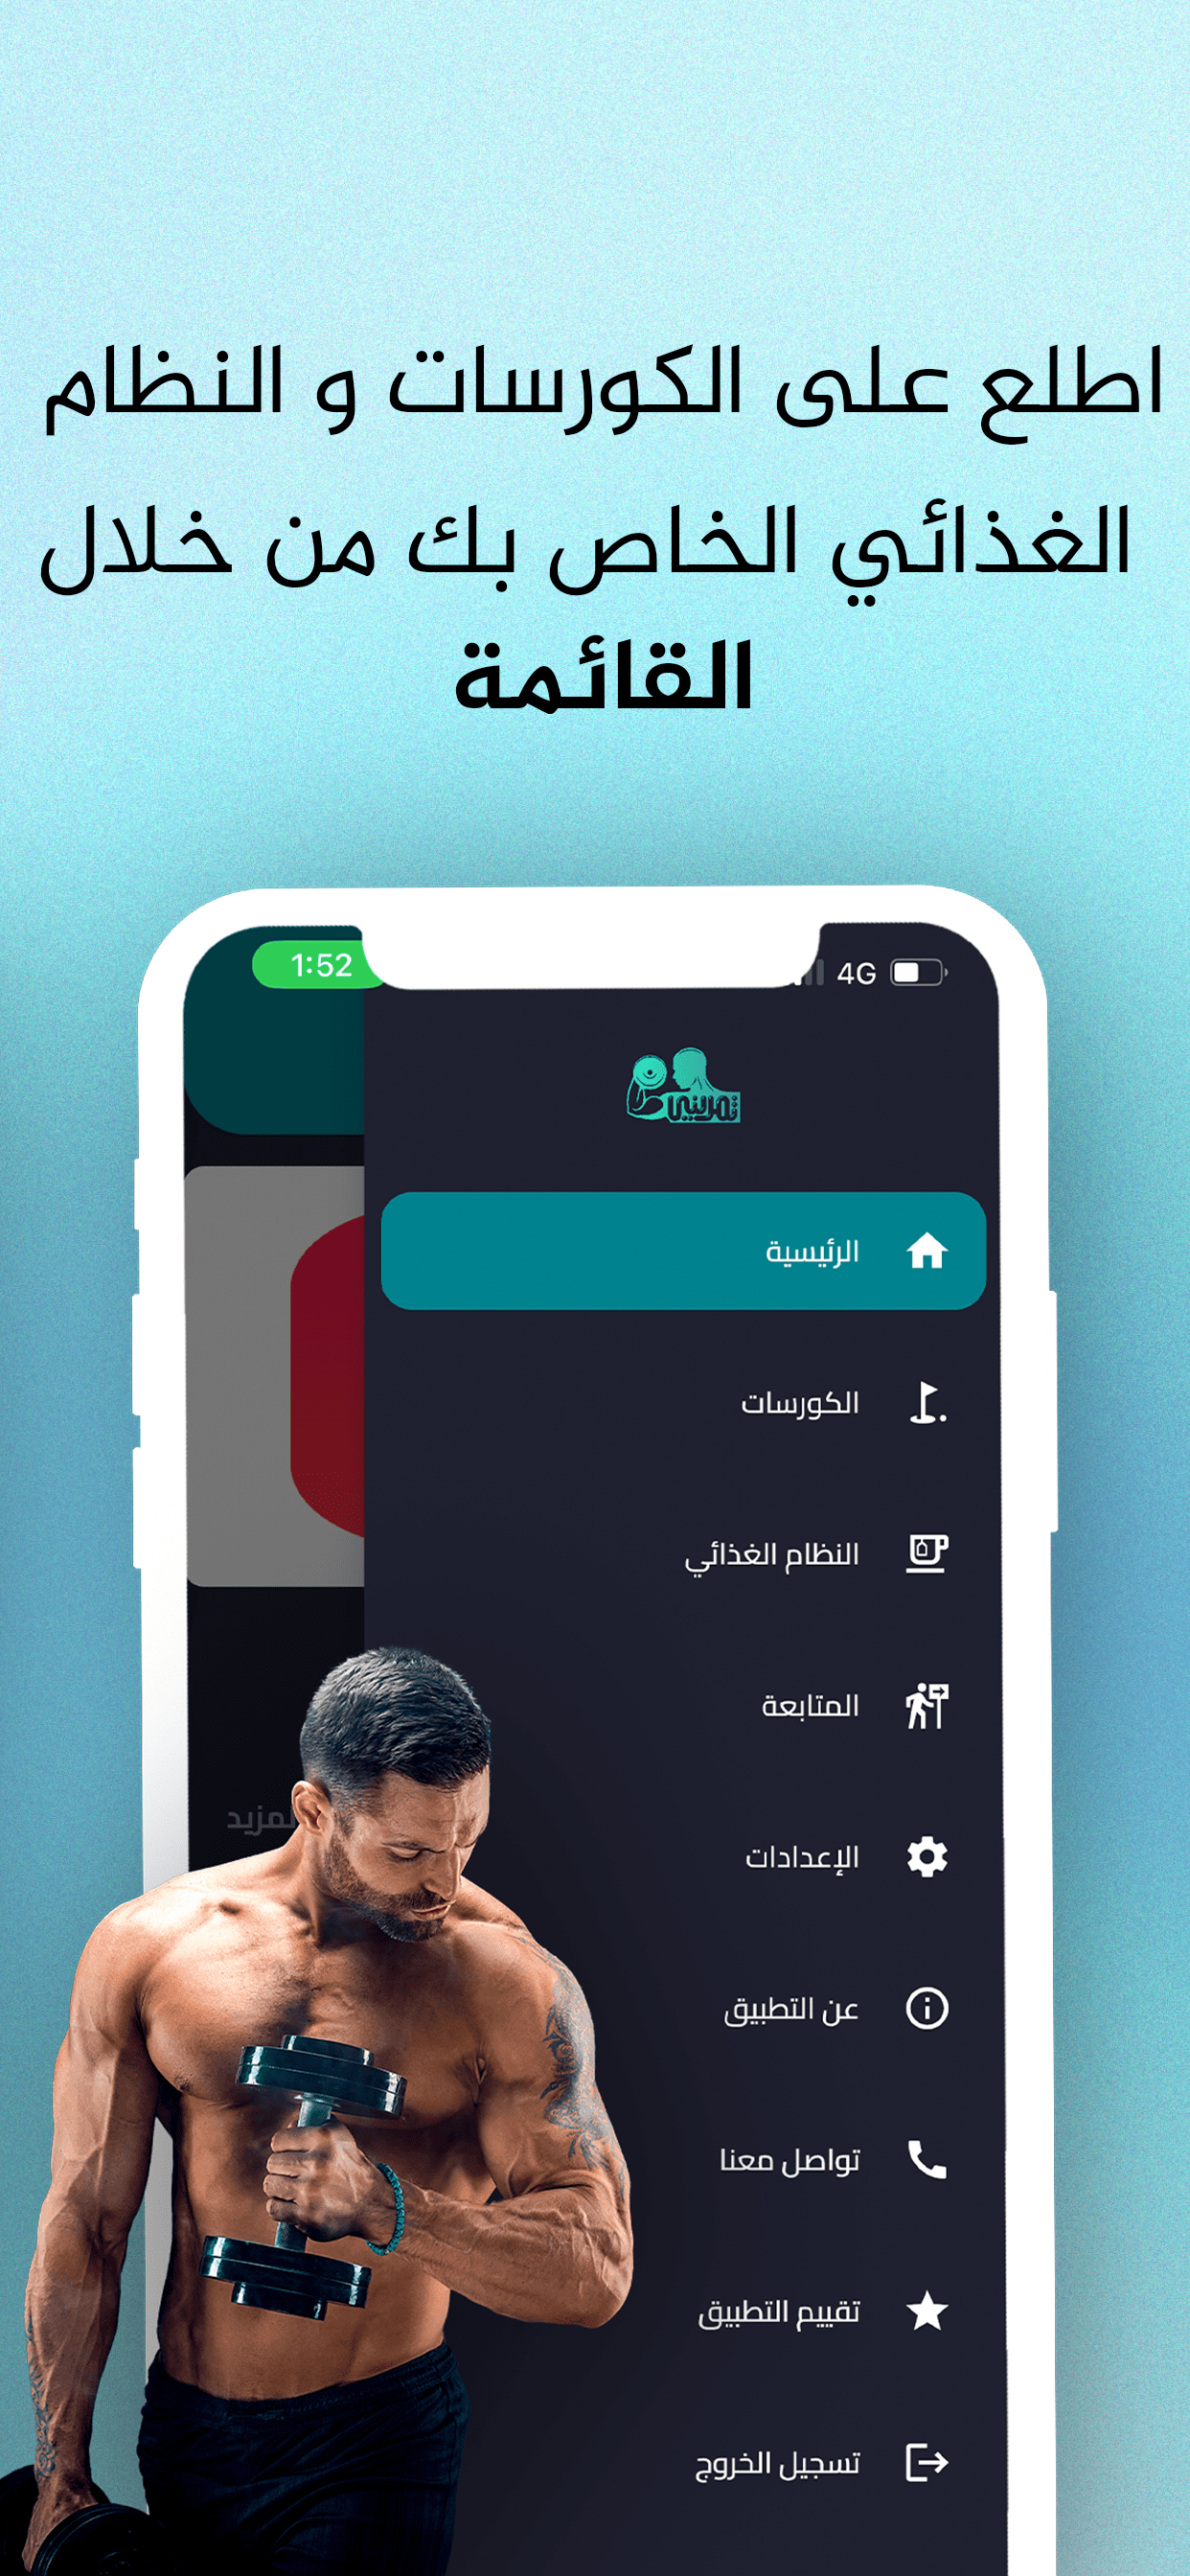 اطلع على الكورسات و النظام
الغذائي الخاص بك من خلال
القائمة
1:52
4G
تمريني
الرئيسية
الكورسات
النظام الغذائي
المتابعة
المزيد
الإعدادات
عن التطبيق
تواصل معنا
تقييم التطبيق
تسجيل الخروج